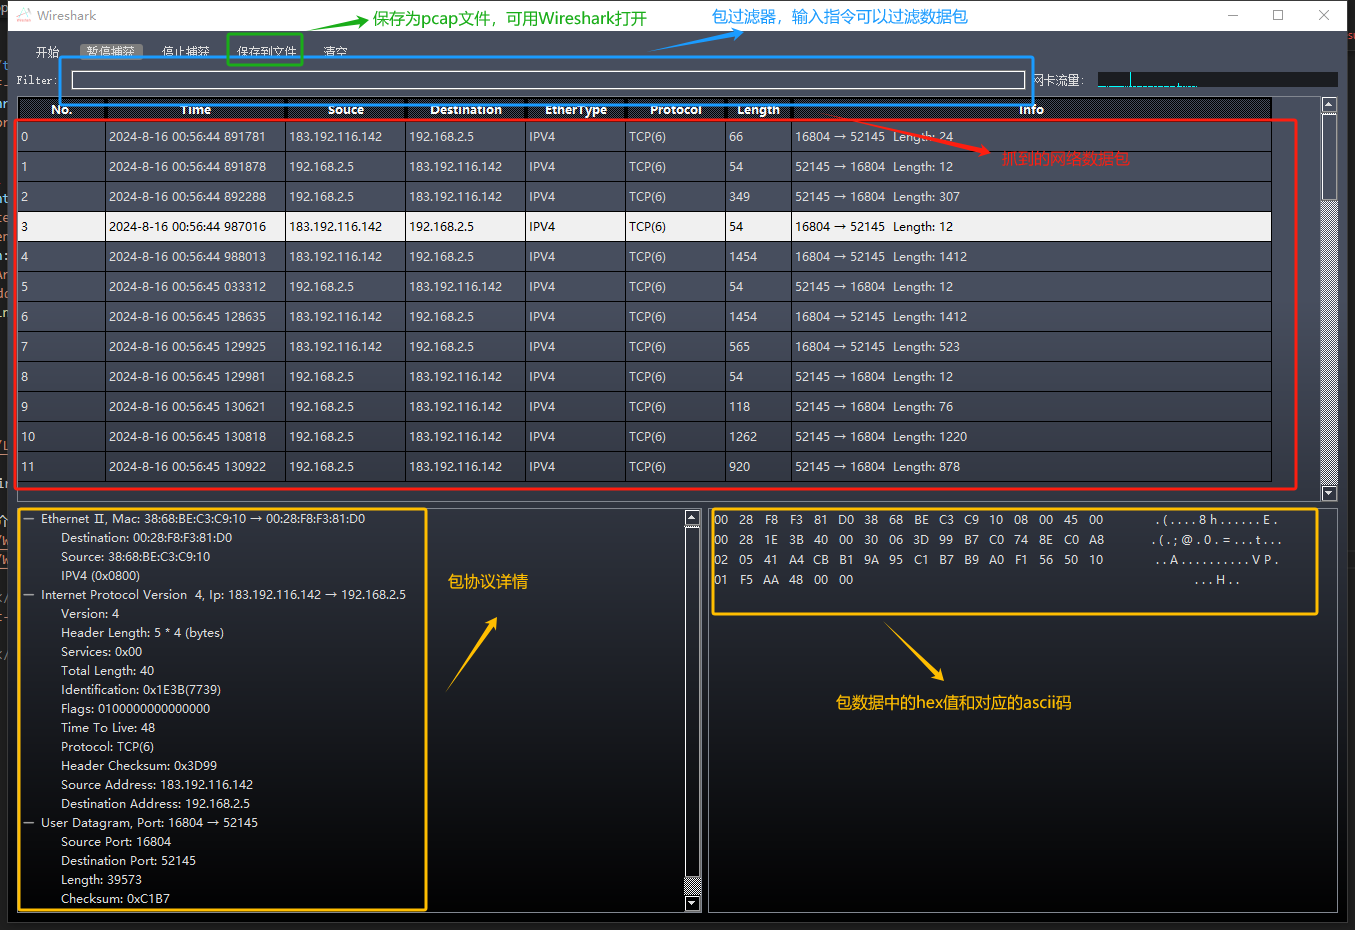 Wireshark
保存为pcap文件，可用Wireshark打开
包过滤器，输入指令可以过滤数据包
开始 暂停捕获 停止捕获 保存到文件 清空
Filter:
网卡流量:
No. Time Souce Destination EtherType Protocol Length Info
0 2024-8-16 00:56:44 891781 183.192.116.142 192.168.2.5 IPV4 TCP(6) 66 16804 → 52145 Length: 24
抓到的网络数据包
1 2024-8-16 00:56:44 891878 192.168.2.5 183.192.116.142 IPV4 TCP(6) 54 52145 → 16804 Length: 12
2 2024-8-16 00:56:44 892288 192.168.2.5 183.192.116.142 IPV4 TCP(6) 349 52145 → 16804 Length: 307
3 2024-8-16 00:56:44 987016 183.192.116.142 192.168.2.5 IPV4 TCP(6) 54 16804 → 52145 Length: 12
4 2024-8-16 00:56:44 988013 183.192.116.142 192.168.2.5 IPV4 TCP(6) 1454 16804 → 52145 Length: 1412
5 2024-8-16 00:56:45 033312 192.168.2.5 183.192.116.142 IPV4 TCP(6) 54 52145 → 16804 Length: 12
6 2024-8-16 00:56:45 128635 183.192.116.142 192.168.2.5 IPV4 TCP(6) 1454 16804 → 52145 Length: 1412
7 2024-8-16 00:56:45 129925 183.192.116.142 192.168.2.5 IPV4 TCP(6) 565 16804 → 52145 Length: 523
8 2024-8-16 00:56:45 129981 192.168.2.5 183.192.116.142 IPV4 TCP(6) 54 52145 → 16804 Length: 12
9 2024-8-16 00:56:45 130621 192.168.2.5 183.192.116.142 IPV4 TCP(6) 118 52145 → 16804 Length: 76
10 2024-8-16 00:56:45 130818 192.168.2.5 183.192.116.142 IPV4 TCP(6) 1262 52145 → 16804 Length: 1220
11 2024-8-16 00:56:45 130922 192.168.2.5 183.192.116.142 IPV4 TCP(6) 920 52145 → 16804 Length: 878
Ethernet Ⅱ, Mac: 38:68:BE:C3:C9:10 → 00:28:F8:F3:81:D0
Destination: 00:28:F8:F3:81:D0
Source: 38:68:BE:C3:C9:10
IPV4 (0x0800)
Internet Protocol Version 4, Ip: 183.192.116.142 → 192.168.2.5
Version: 4
Header Length: 5 * 4 (bytes)
Services: 0x00
Total Length: 40
Identification: 0x1E3B(7739)
Flags: 0100000000000000
Time To Live: 48
Protocol: TCP(6)
Header Checksum: 0x3D99
Source Address: 183.192.116.142
Destination Address: 192.168.2.5
User Datagram, Port: 16804 → 52145
Source Port: 16804
Destination Port: 52145
Length: 39573
Checksum: 0xC1B7
包协议详情
00 28 F8 F3 81 D0 38 68 BE C3 C9 10 08 00 45 00 .(....8h......E.
00 28 1E 3B 40 00 30 06 3D 99 B7 C0 74 8E C0 A8 .(.;@.0.=...t...
02 05 41 A4 CB B1 9A 95 C1 B7 B9 A0 F1 56 50 10 ..A..........VP.
01 F5 AA 48 00 00 ...H..
包数据中的hex值和对应的ascii码